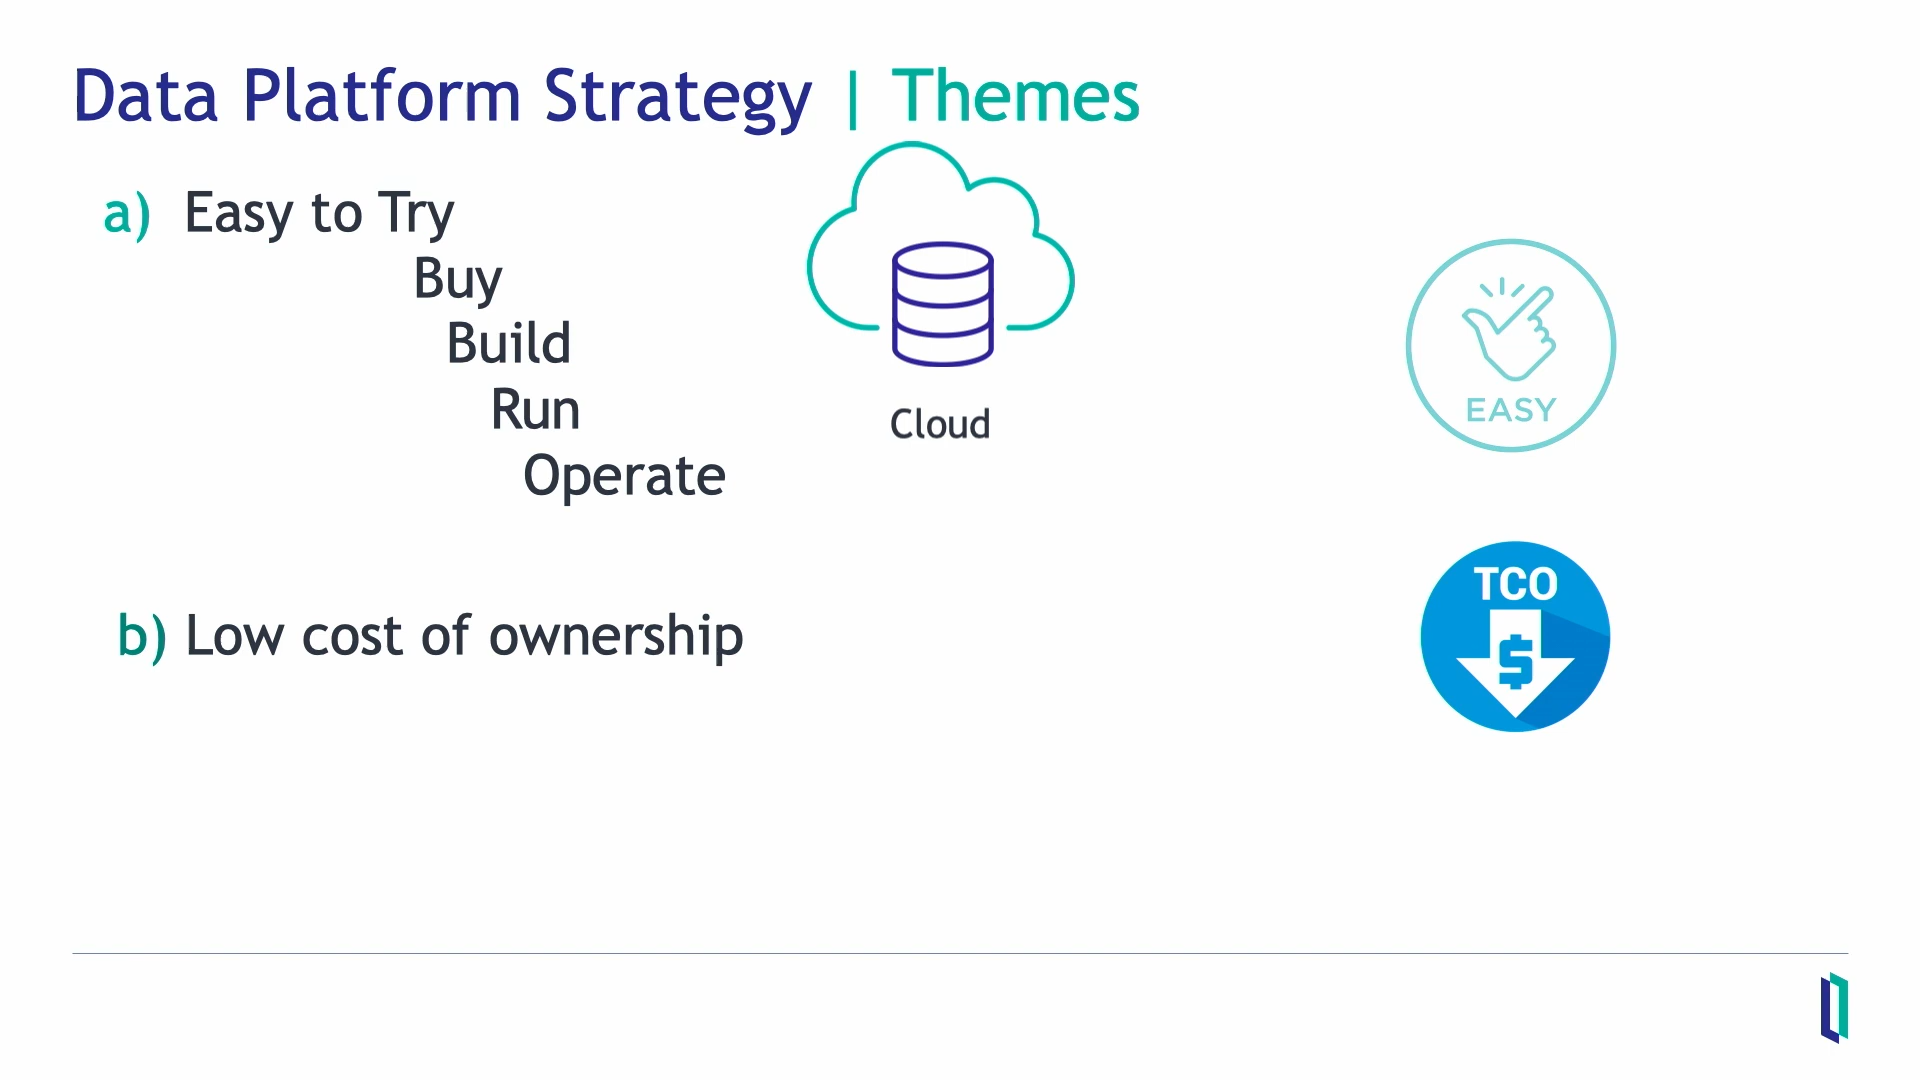 Data Platform Strategy | Themes
a) Easy to Try
Buy
Build
Run
Operate
Cloud
EASY
b) Low cost of ownership
TCO
$